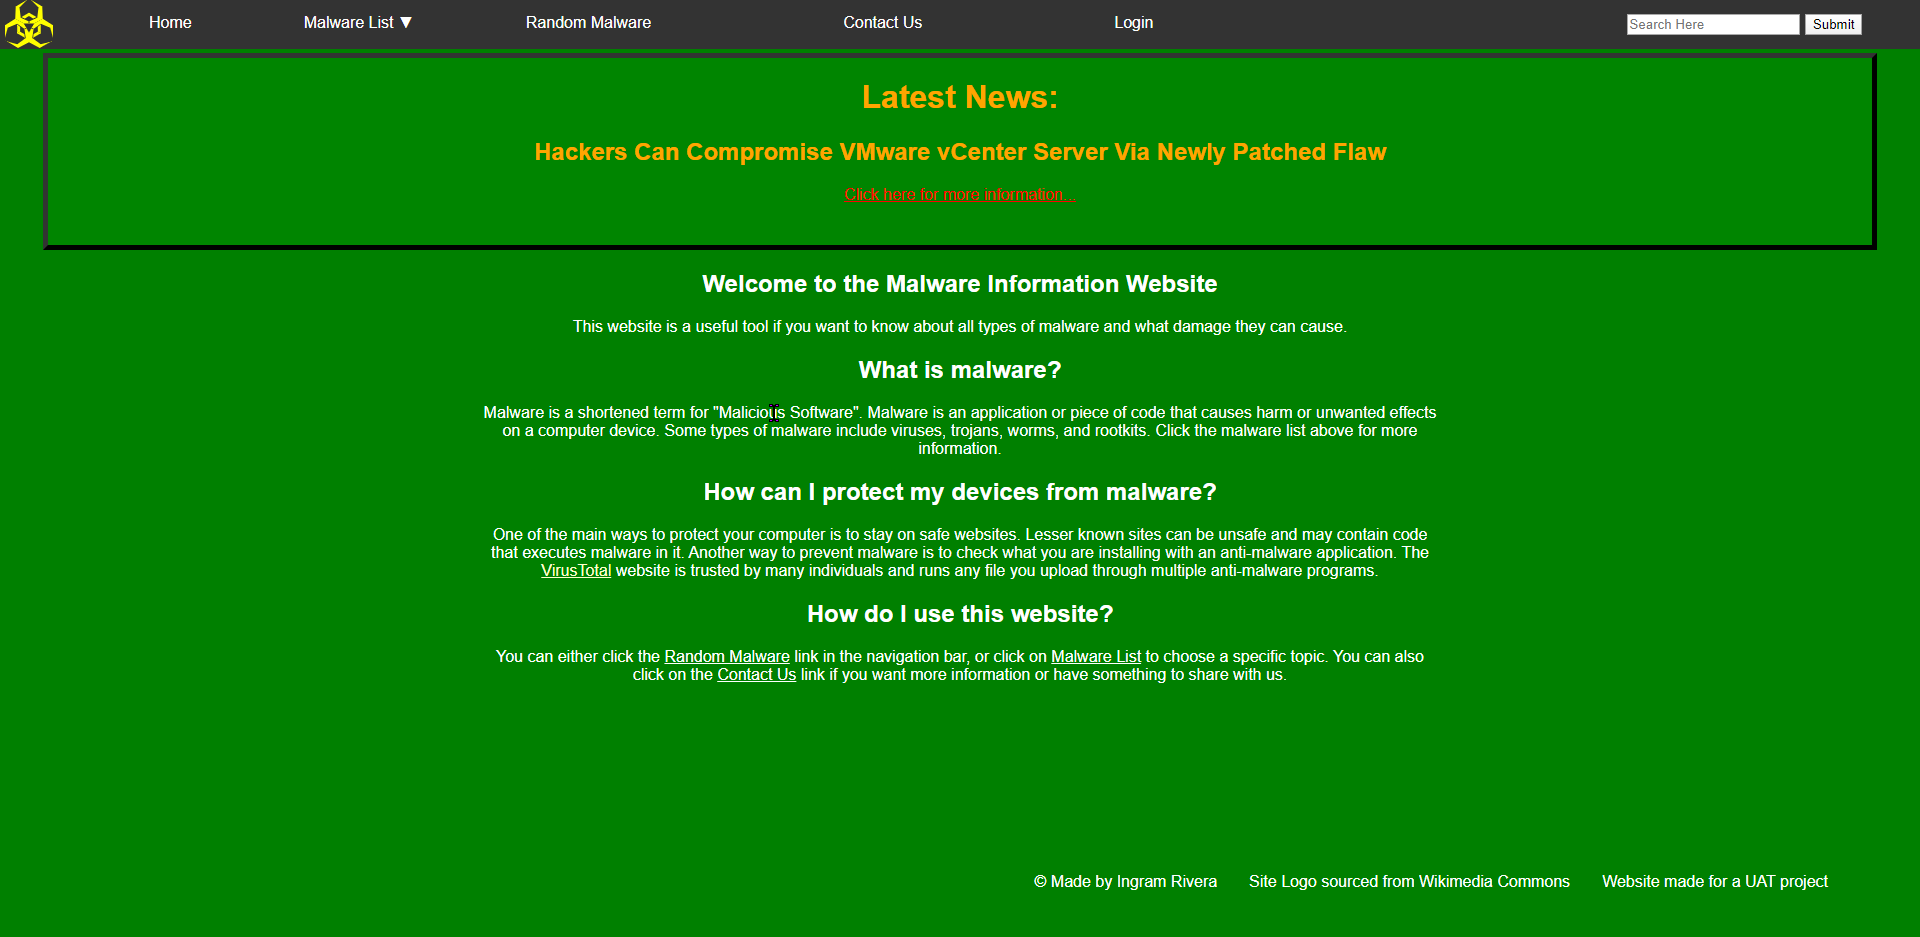 Home
Malware List ▼
Random Malware
Contact Us
Login
Search Here
Submit
Latest News:
Hackers Can Compromise VMware vCenter Server Via Newly Patched Flaw
Click here for more information...
Welcome to the Malware Information Website
This website is a useful tool if you want to know about all types of malware and what damage they can cause.
What is malware?
Malware is a shortened term for "Malicious Software". Malware is an application or piece of code that causes harm or unwanted effects
on a computer device. Some types of malware include viruses, trojans, worms, and rootkits. Click the malware list above for more
information.
How can I protect my devices from malware?
One of the main ways to protect your computer is to stay on safe websites. Lesser known sites can be unsafe and may contain code
that executes malware in it. Another way to prevent malware is to check what you are installing with an anti-malware application. The
VirusTotal website is trusted by many individuals and runs any file you upload through multiple anti-malware programs.
How do I use this website?
You can either click the Random Malware link in the navigation bar, or click on Malware List to choose a specific topic. You can also
click on the Contact Us link if you want more information or have something to share with us.
© Made by Ingram Rivera
Site Logo sourced from Wikimedia Commons
Website made for a UAT project